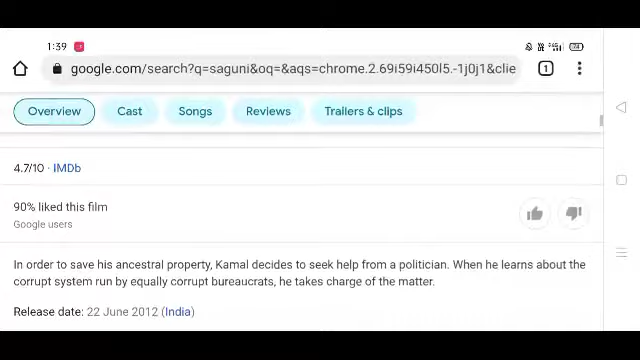 1:39
google.com/search?q=saguni&oq=&aqs=chrome.2.69i59i450l5.-1j0j1&clie
1
Overview Cast Songs Reviews Trailers & clips
4.7/10 · IMDb
90% liked this film
Google users
In order to save his ancestral property, Kamal decides to seek help from a politician. When he learns about the
corrupt system run by equally corrupt bureaucrats, he takes charge of the matter.
Release date: 22 June 2012 (India)